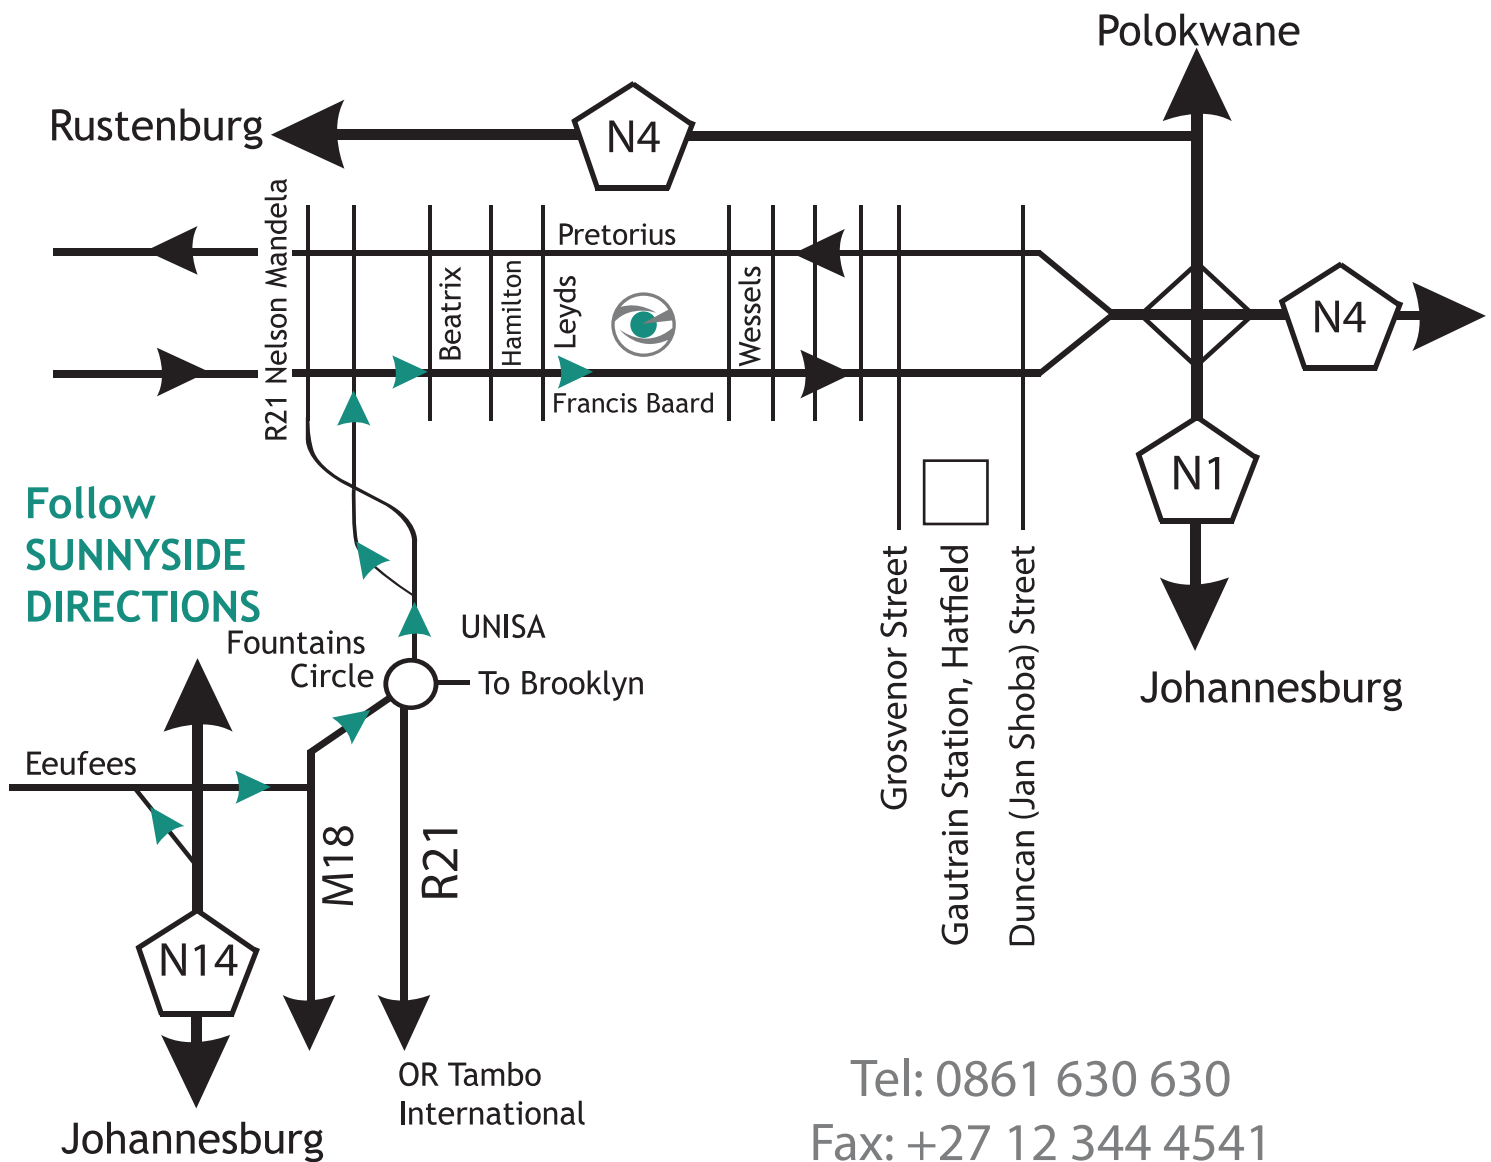 Polokwane
Rustenburg
N4
R21 Nelson Mandela
Pretorius
Beatrix
Hamilton
Leyds
Wessels
N4
Francis Baard
N1
Follow
SUNNYSIDE
DIRECTIONS
Grosvenor Street
Gautrain Station, Hatfield
Duncan (Jan Shoba) Street
UNISA
Fountains
Circle
To Brooklyn
Johannesburg
Eeufees
M18
R21
N14
OR Tambo
International
Johannesburg
Tel: 0861 630 630
Fax: +27 12 344 4541